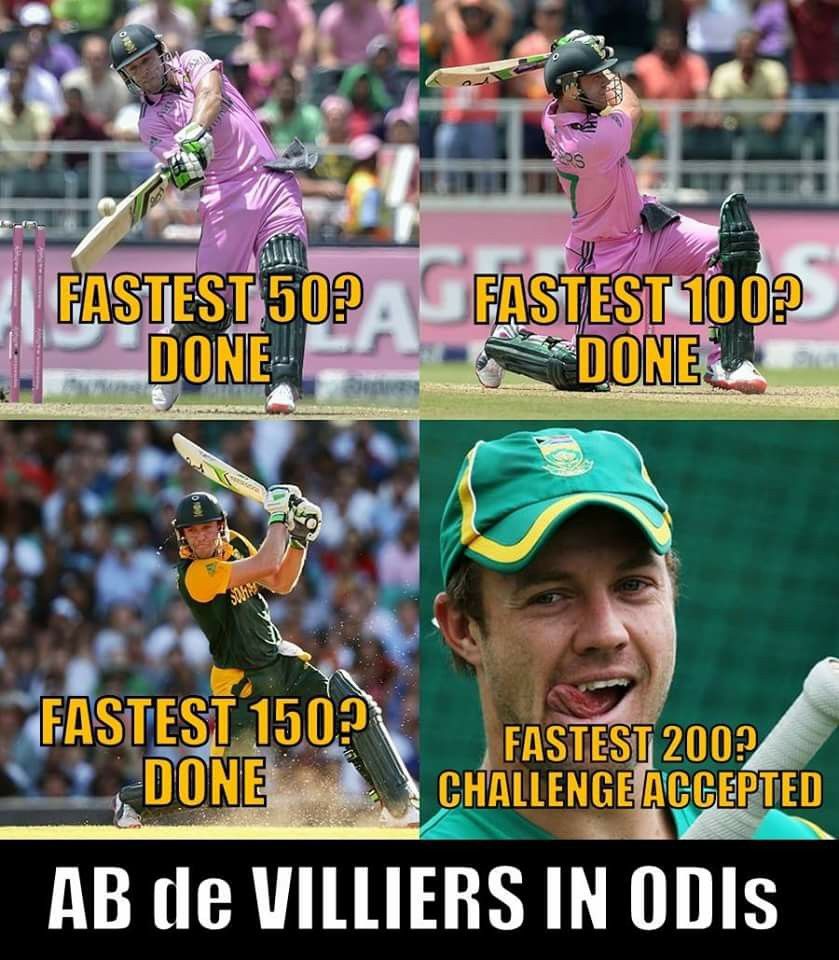 FASTEST 50?
DONE
FASTEST 100?
DONE
FASTEST 150?
DONE
FASTEST 200?
CHALLENGE ACCEPTED
AB de VILLIERS IN ODIs